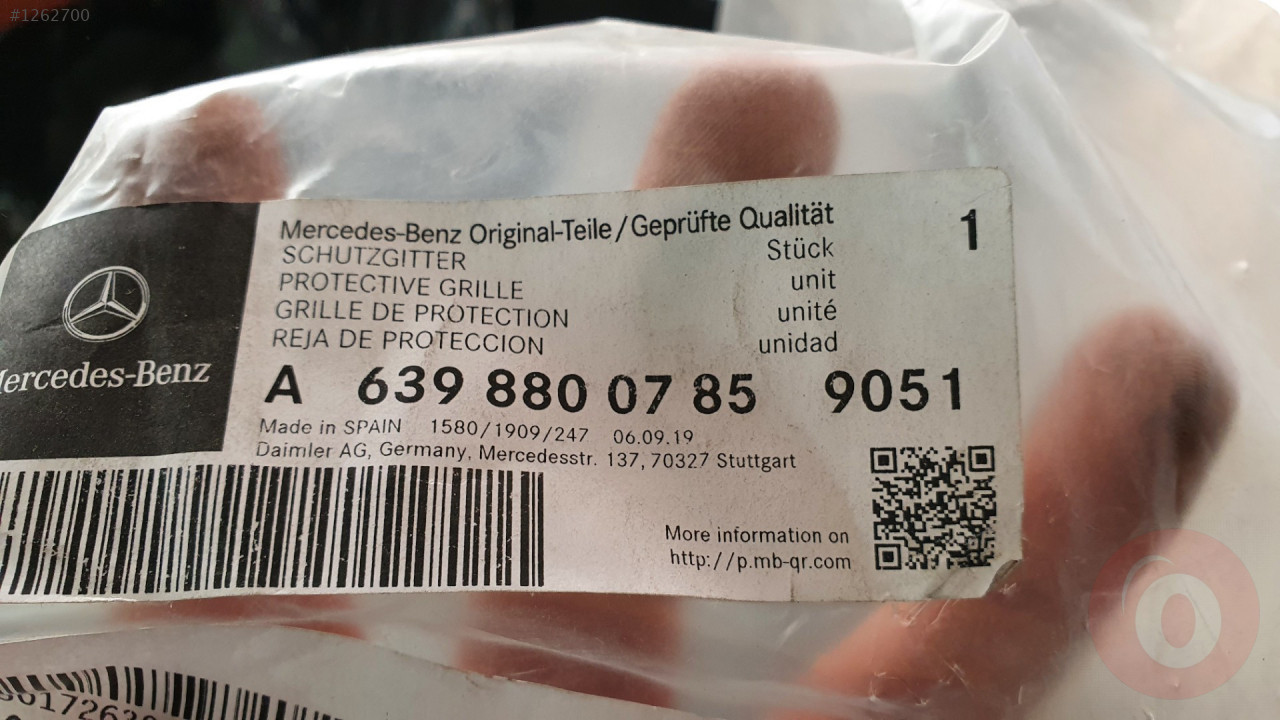 #1262700
Mercedes-Benz Original-Teile/Geprüfte Qualität
1
SCHUTZGITTER Stück
PROTECTIVE GRILLE unit
GRILLE DE PROTECTION unité
REJA DE PROTECCION unidad
Mercedes-Benz
A 639 880 07 85 9051
Made in SPAIN 1580/1909/247 06.09.19
Daimler AG, Germany, Mercedesstr. 137, 70327 Stuttgart
More information on
http://p.mb-qr.com